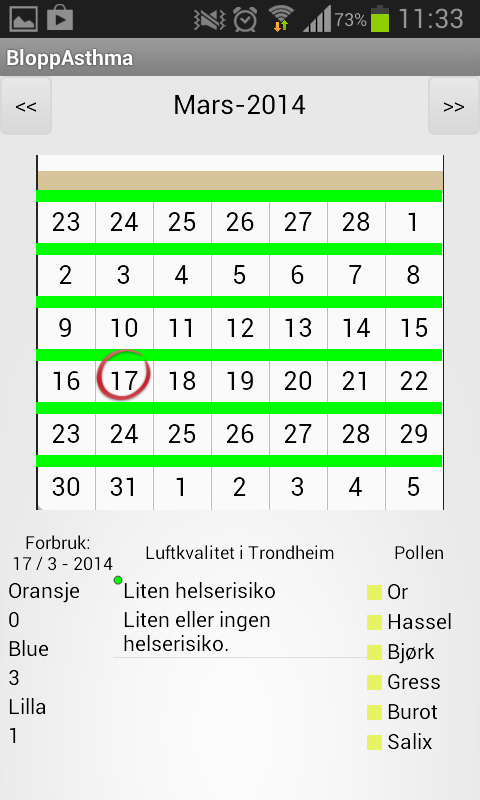 73% 11:33
BloppAsthma
<< Mars-2014 >>
23 24 25 26 27 28 1
2 3 4 5 6 7 8
9 10 11 12 13 14 15
16 17 18 19 20 21 22
23 24 25 26 27 28 29
30 31 1 2 3 4 5
Forbruk:
17 / 3 - 2014
Oransje
0
Blue
3
Lilla
1
Luftkvalitet i Trondheim
Liten helserisiko
Liten eller ingen
helserisiko.
Pollen
Or
Hassel
Bjørk
Gress
Burot
Salix